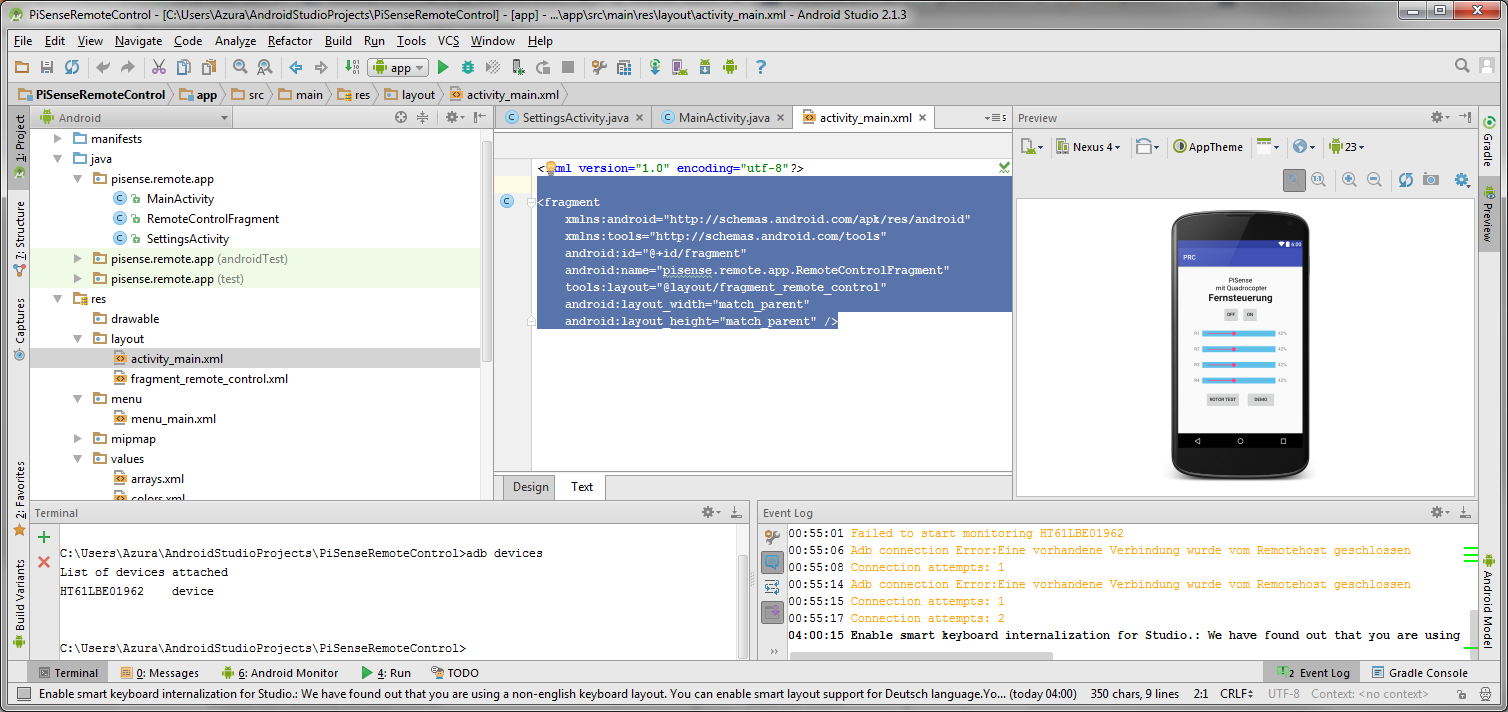 PiSenseRemoteControl - [C:\Users\Azura\AndroidStudioProjects\PiSenseRemoteControl] - [app] - ...\app\src\main\res\layout\activity_main.xml - Android Studio 2.1.3
File Edit View Navigate Code Analyze Refactor Build Run Tools VCS Window Help
app
PiSenseRemoteControl app src main res layout activity_main.xml
1: Project
7: Structure
Captures
2: Favorites
Build Variants
Android
manifests
java
pisense.remote.app
MainActivity
RemoteControlFragment
SettingsActivity
pisense.remote.app (androidTest)
pisense.remote.app (test)
res
drawable
layout
activity_main.xml
fragment_remote_control.xml
menu
menu_main.xml
mipmap
values
arrays.xml
colors.xml
SettingsActivity.java MainActivity.java activity_main.xml 5
<?xml version="1.0" encoding="utf-8"?>
<fragment
xmlns:android="http://schemas.android.com/apk/res/android"
xmlns:tools="http://schemas.android.com/tools"
android:id="@+id/fragment"
android:name="pisense.remote.app.RemoteControlFragment"
tools:layout="@layout/fragment_remote_control"
android:layout_width="match_parent"
android:layout_height="match_parent" />
Design Text
Preview
Nexus 4 AppTheme 23
6:00
PRC
PiSense
mit Quadrocopter
Fernsteuerung
OFF ON
R1 42%
R2 42%
R3 42%
R4 42%
ROTOR TEST DEMO
Gradle
Preview
Android Model
Terminal
C:\Users\Azura\AndroidStudioProjects\PiSenseRemoteControl>adb devices
List of devices attached
HT61LBE01962 device
C:\Users\Azura\AndroidStudioProjects\PiSenseRemoteControl>
Event Log
00:55:01 Failed to start monitoring HT61LBE01962
00:55:06 Adb connection Error:Eine vorhandene Verbindung wurde vom Remotehost geschlossen
00:55:08 Connection attempts: 1
00:55:14 Adb connection Error:Eine vorhandene Verbindung wurde vom Remotehost geschlossen
00:55:15 Connection attempts: 1
00:55:17 Connection attempts: 2
04:00:15 Enable smart keyboard internalization for Studio.: We have found out that you are using
Terminal 0: Messages 6: Android Monitor 4: Run TODO 2 Event Log Gradle Console
Enable smart keyboard internalization for Studio.: We have found out that you are using a non-english keyboard layout. You can enable smart layout support for Deutsch language.Yo... (today 04:00) 350 chars, 9 lines 2:1 CRLF UTF-8 Context: <no context>